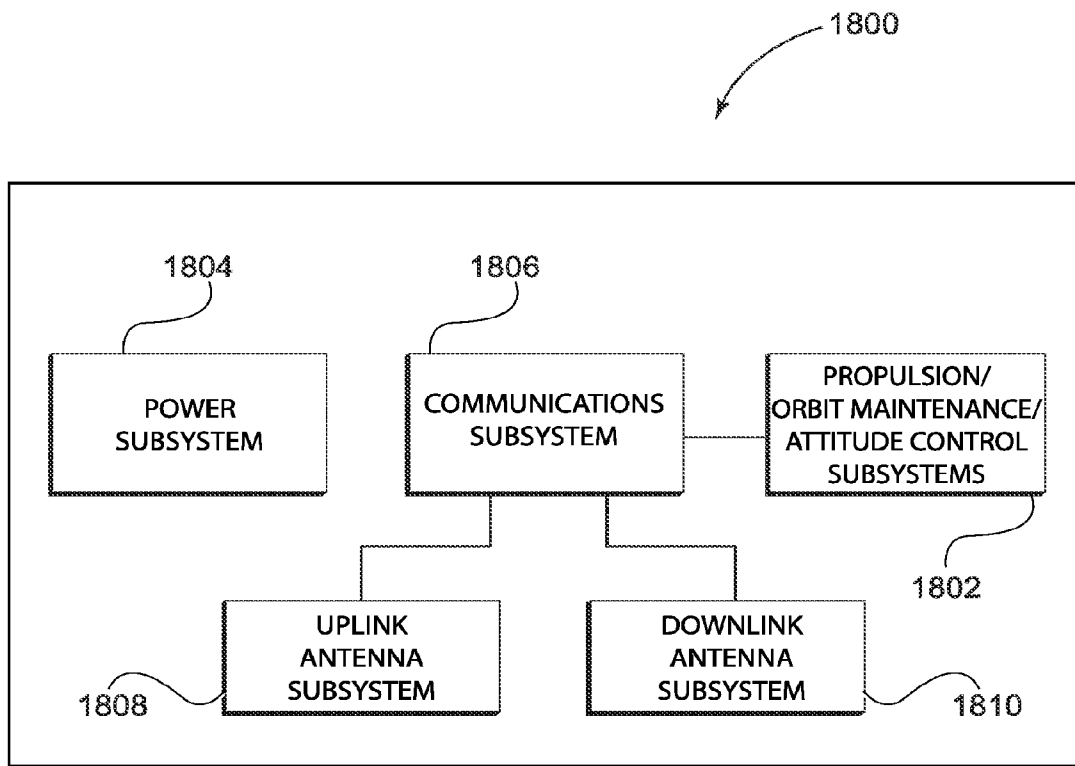 1800
1804
1806
POWER
SUBSYSTEM
COMMUNICATIONS
SUBSYSTEM
PROPULSION/
ORBIT MAINTENANCE/
ATTITUDE CONTROL
SUBSYSTEMS
1802
UPLINK
ANTENNA
SUBSYSTEM
DOWNLINK
ANTENNA
SUBSYSTEM
1808
1810